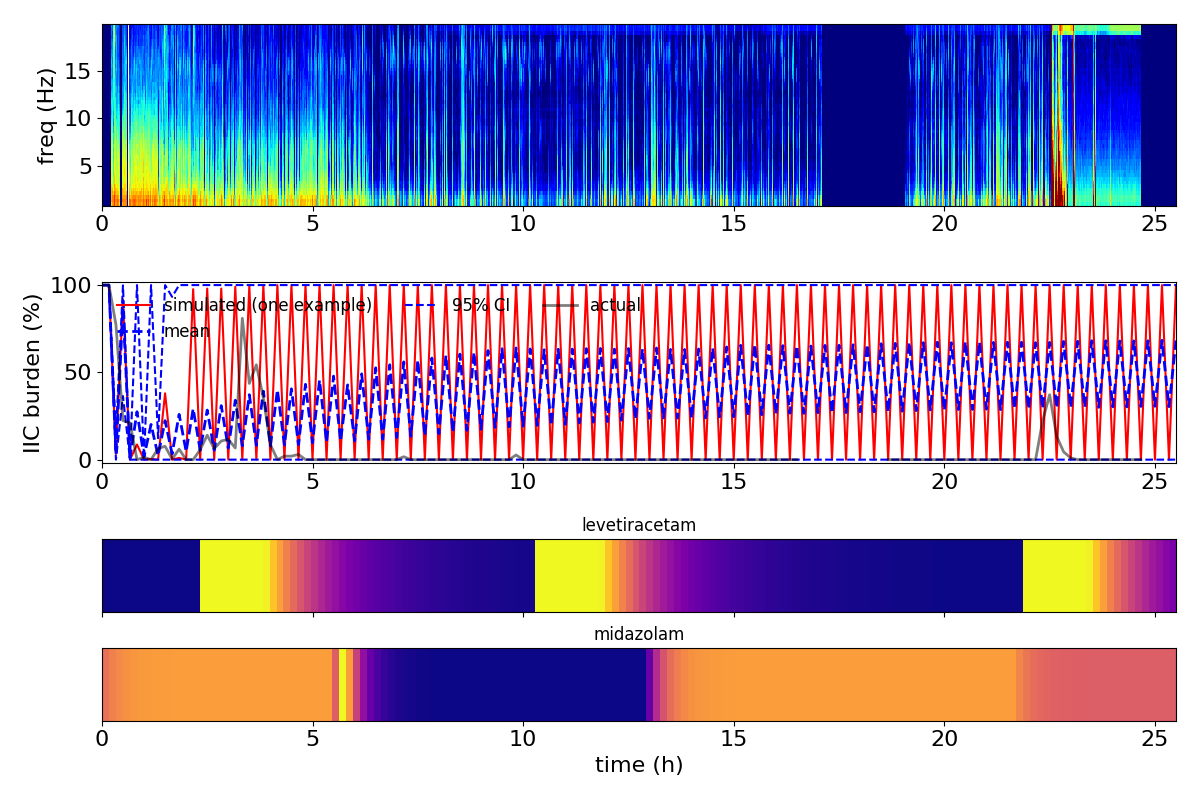 15
10
5
freq (Hz)
0 5 10 15 20 25
100
50
0
IIC burden (%)
simulated (one example) 95% CI actual
mean
0 5 10 15 20 25
levetiracetam
midazolam
0 5 10 15 20 25
time (h)